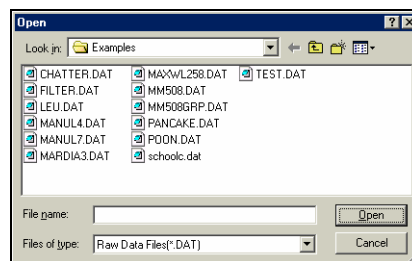 Open
Look in: Examples
CHATTER.DAT MAXWL258.DAT TEST.DAT
FILTER.DAT MM508.DAT
LEU.DAT MM508GRP.DAT
MANUL4.DAT PANCAKE.DAT
MANUL7.DAT POON.DAT
MARDIA3.DAT schoolc.dat
File name: Open
Files of type: Raw Data Files(*.DAT) Cancel